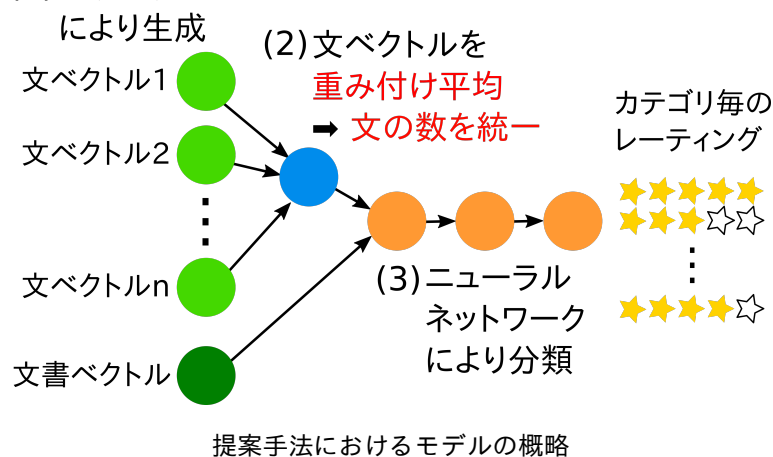 により生成
(2)文ベクトルを
重み付け平均
➡ 文の数を統一
文ベクトル1
文ベクトル2
文ベクトルn
文書ベクトル
(3)ニューラル
ネットワーク
により分類
カテゴリ毎の
レーティング
提案手法におけるモデルの概略